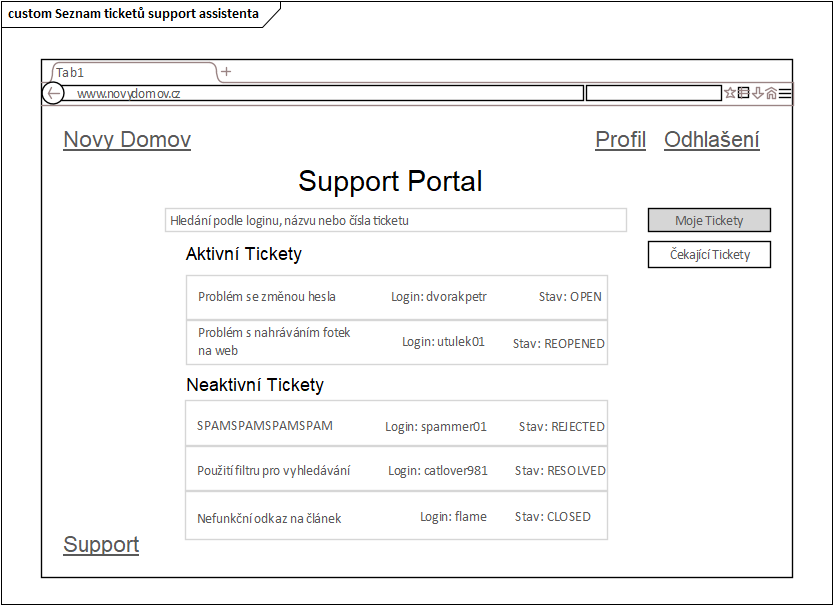 custom Seznam ticketů support assistenta
Tab1
www.novydomov.cz
Novy Domov
Profil
Odhlašení
Support Portal
Hledání podle loginu, názvu nebo čísla ticketu
Moje Tickety
Čekající Tickety
Aktivní Tickety
Problém se změnou hesla
Login: dvorakpetr
Stav: OPEN
Problém s nahráváním fotek
na web
Login: utulek01
Stav: REOPENED
Neaktivní Tickety
SPAMSPAMSPAMSPAM
Login: spammer01
Stav: REJECTED
Použití filtru pro vyhledávání
Login: catlover981
Stav: RESOLVED
Nefunkční odkaz na článek
Login: flame
Stav: CLOSED
Support